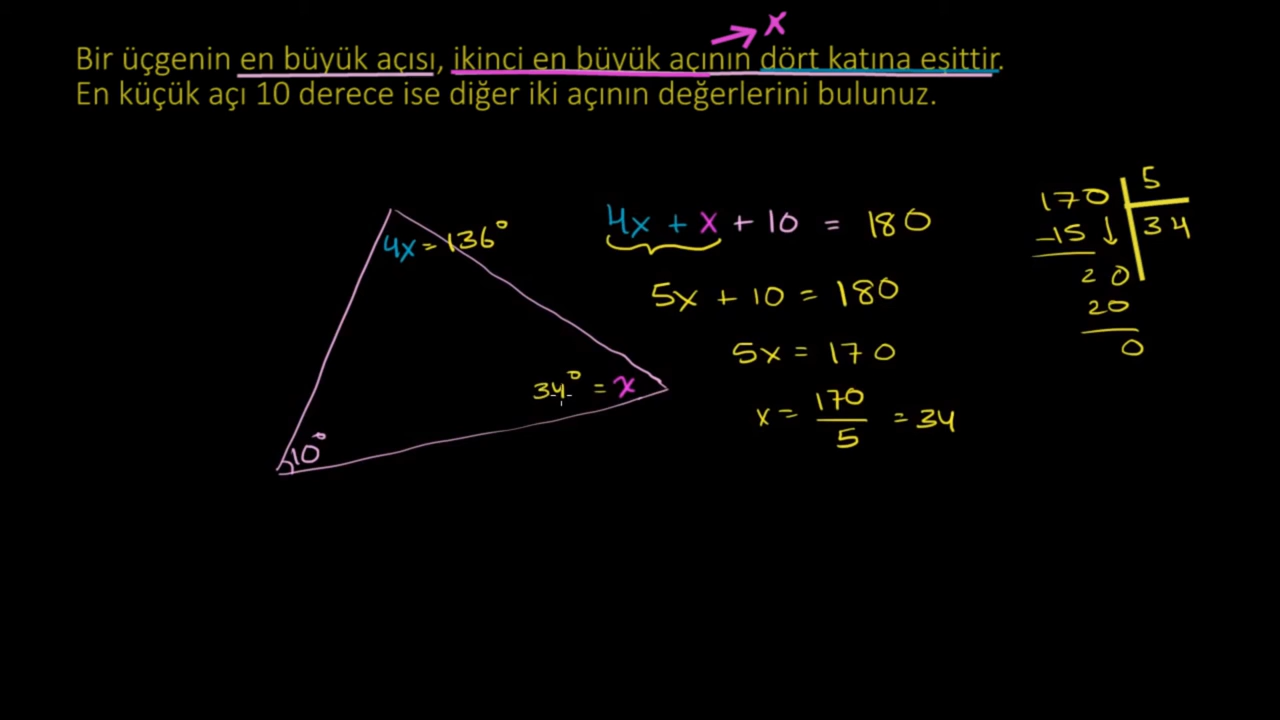 x
Bir üçgenin en büyük açısı, ikinci en büyük açının dört katına eşittir.
En küçük açı 10 derece ise diğer iki açının değerlerini bulunuz.
4x = 136°
34° = x
10°
4x + x + 10 = 180
5x + 10 = 180
5x = 170
x = 170/5 = 34
170 | 5
-15 ↓ 34
20
20
0